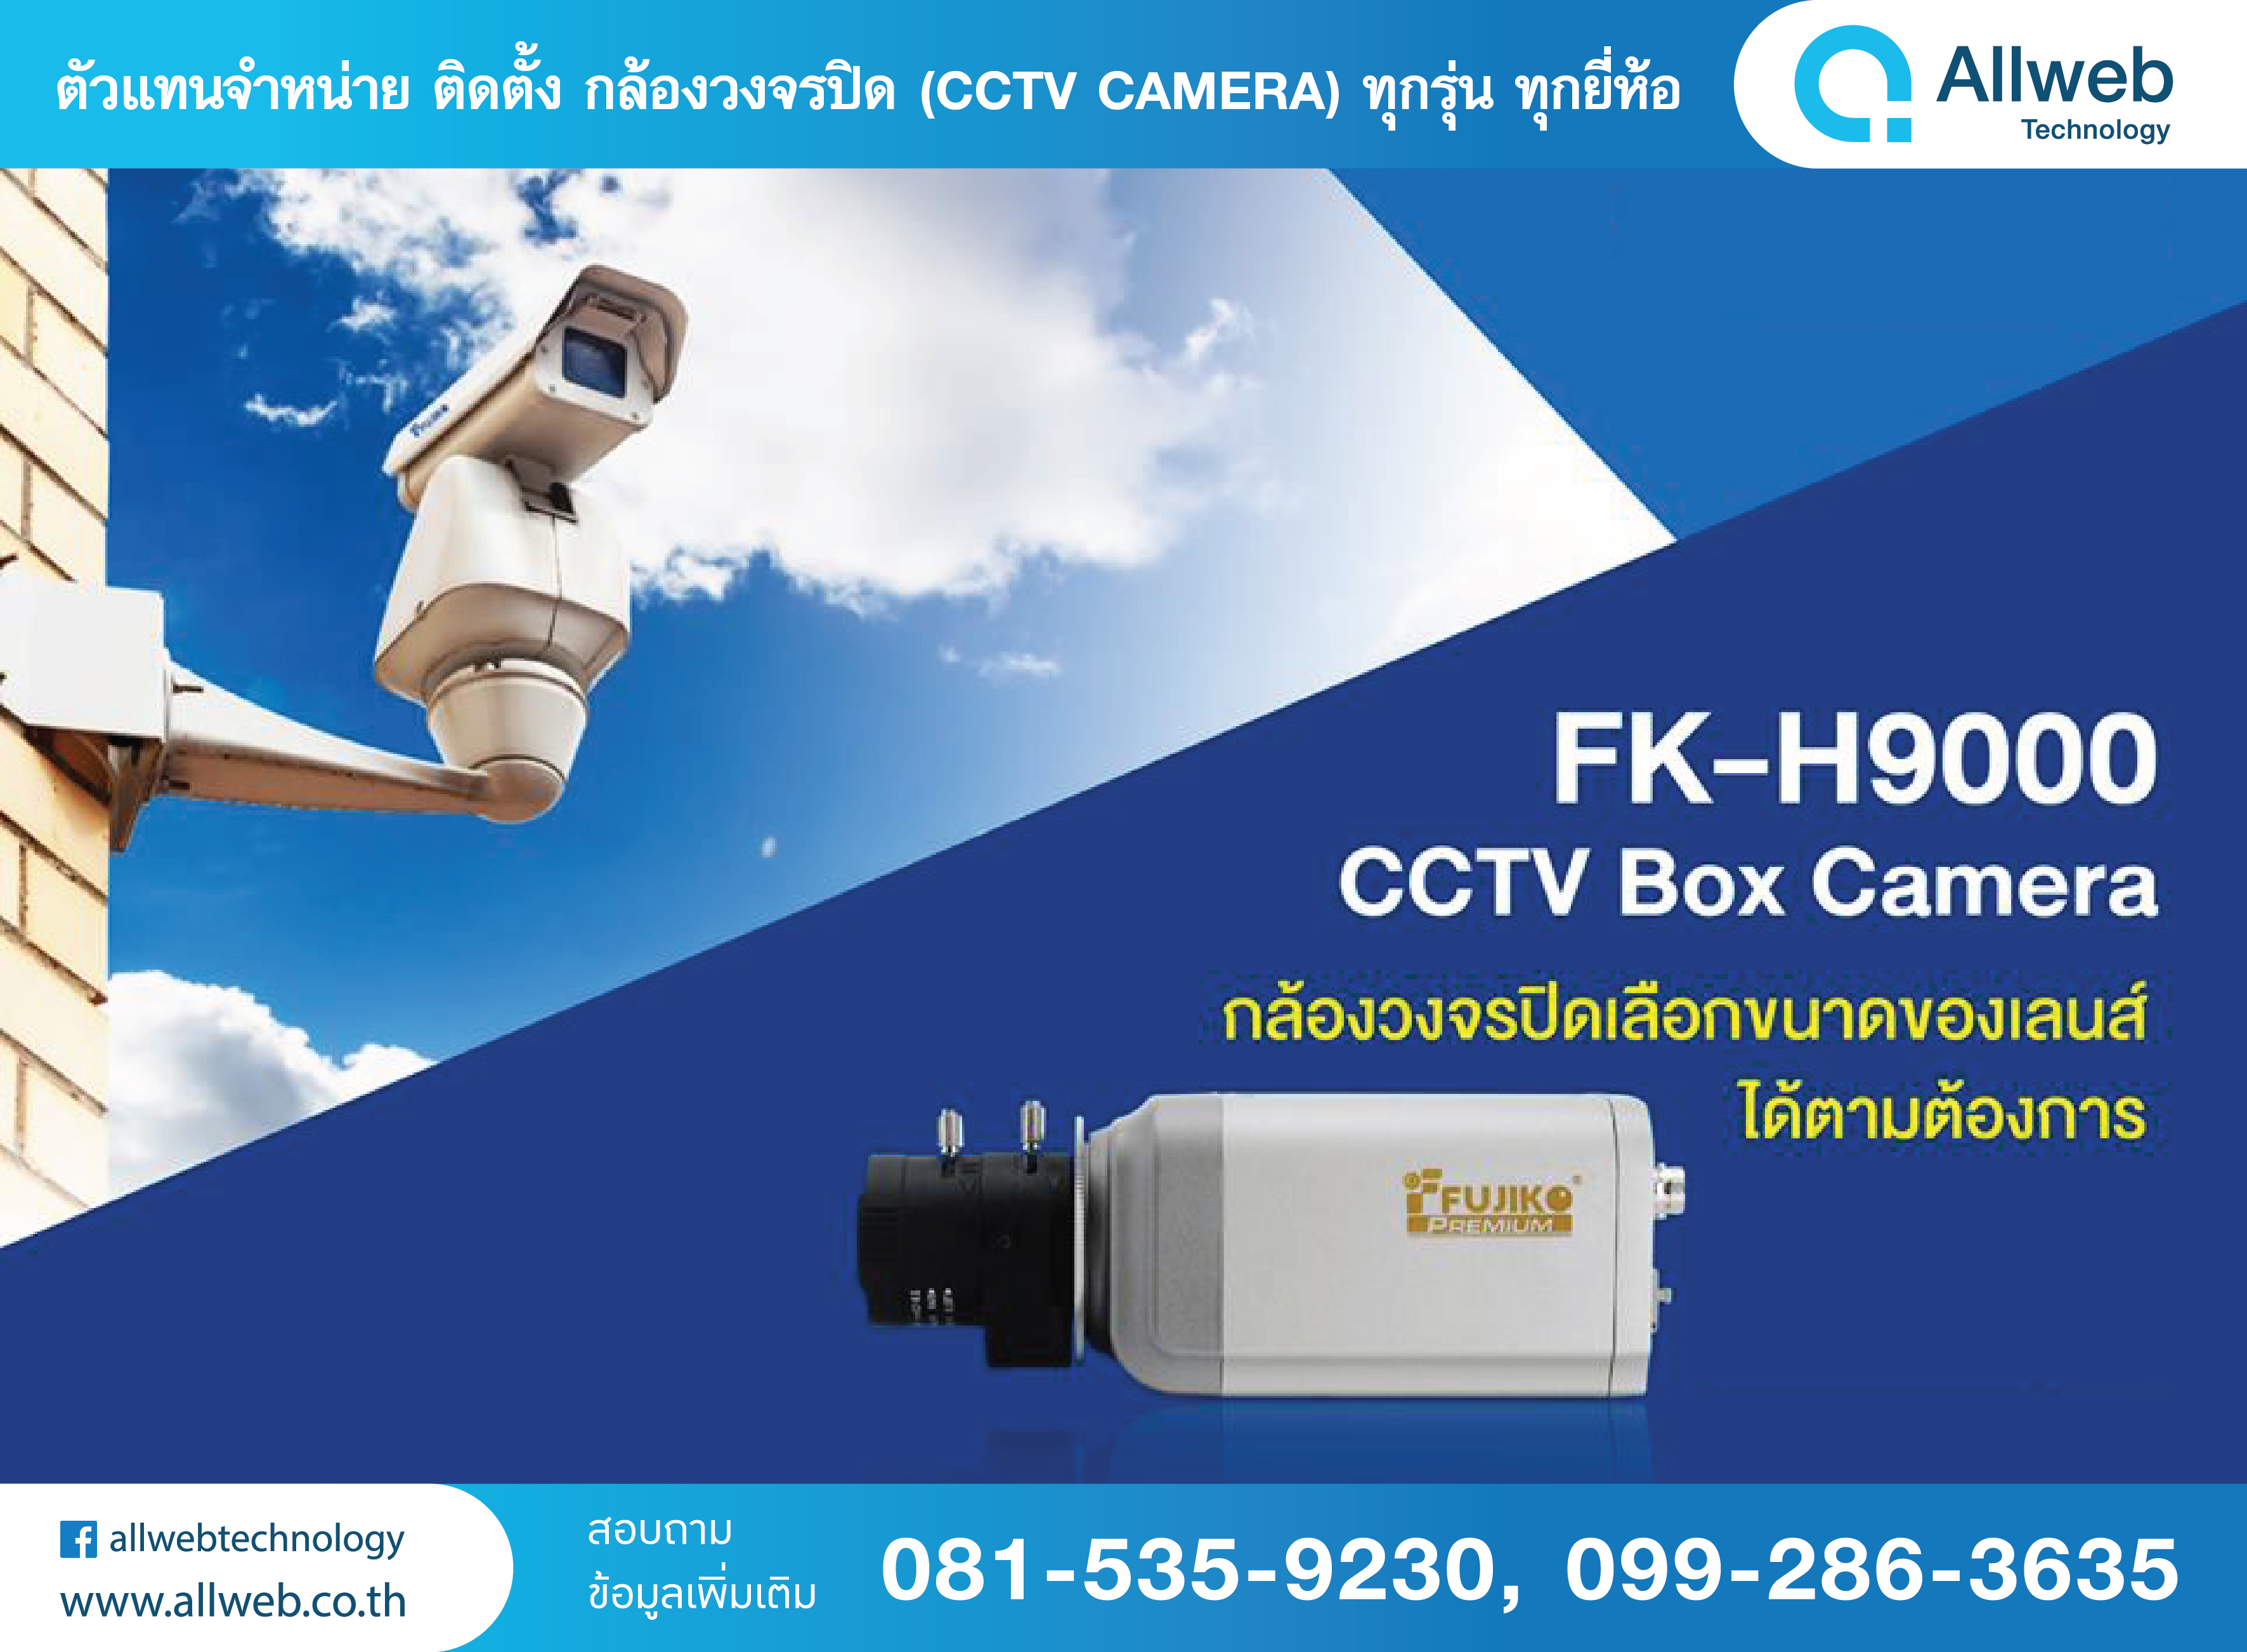 ตัวแทนจำหน่าย ติดตั้ง กล้องวงจรปิด (CCTV CAMERA) ทุกรุ่น ทุกยี่ห้อ
Allweb
Technology
FUJIKO
FK-H9000
CCTV Box Camera
กล้องวงจรปิดเลือกขนาดของเลนส์
ได้ตามต้องการ
FUJIKO®
PREMIUM
allwebtechnology
www.allweb.co.th
สอบถาม
ข้อมูลเพิ่มเติม
081-535-9230, 099-286-3635